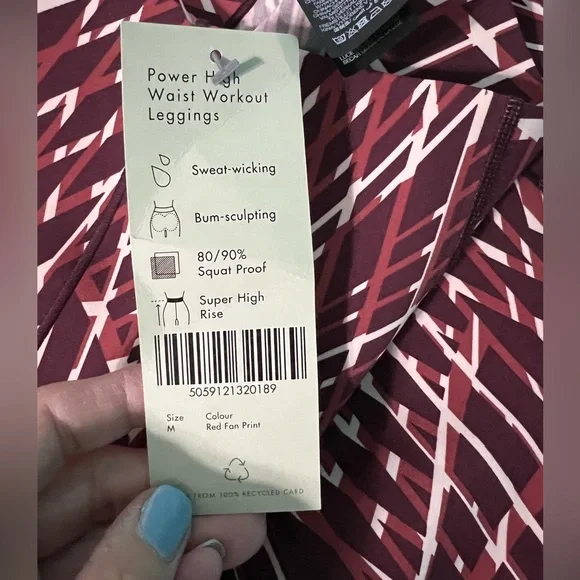 Power High
Waist Workout
Leggings
Sweat-wicking
Bum-sculpting
80/90%
Squat Proof
Super High
Rise
5059121320189
Size
M
Colour
Red Fan Print
FROM 100% RECYCLED CARD